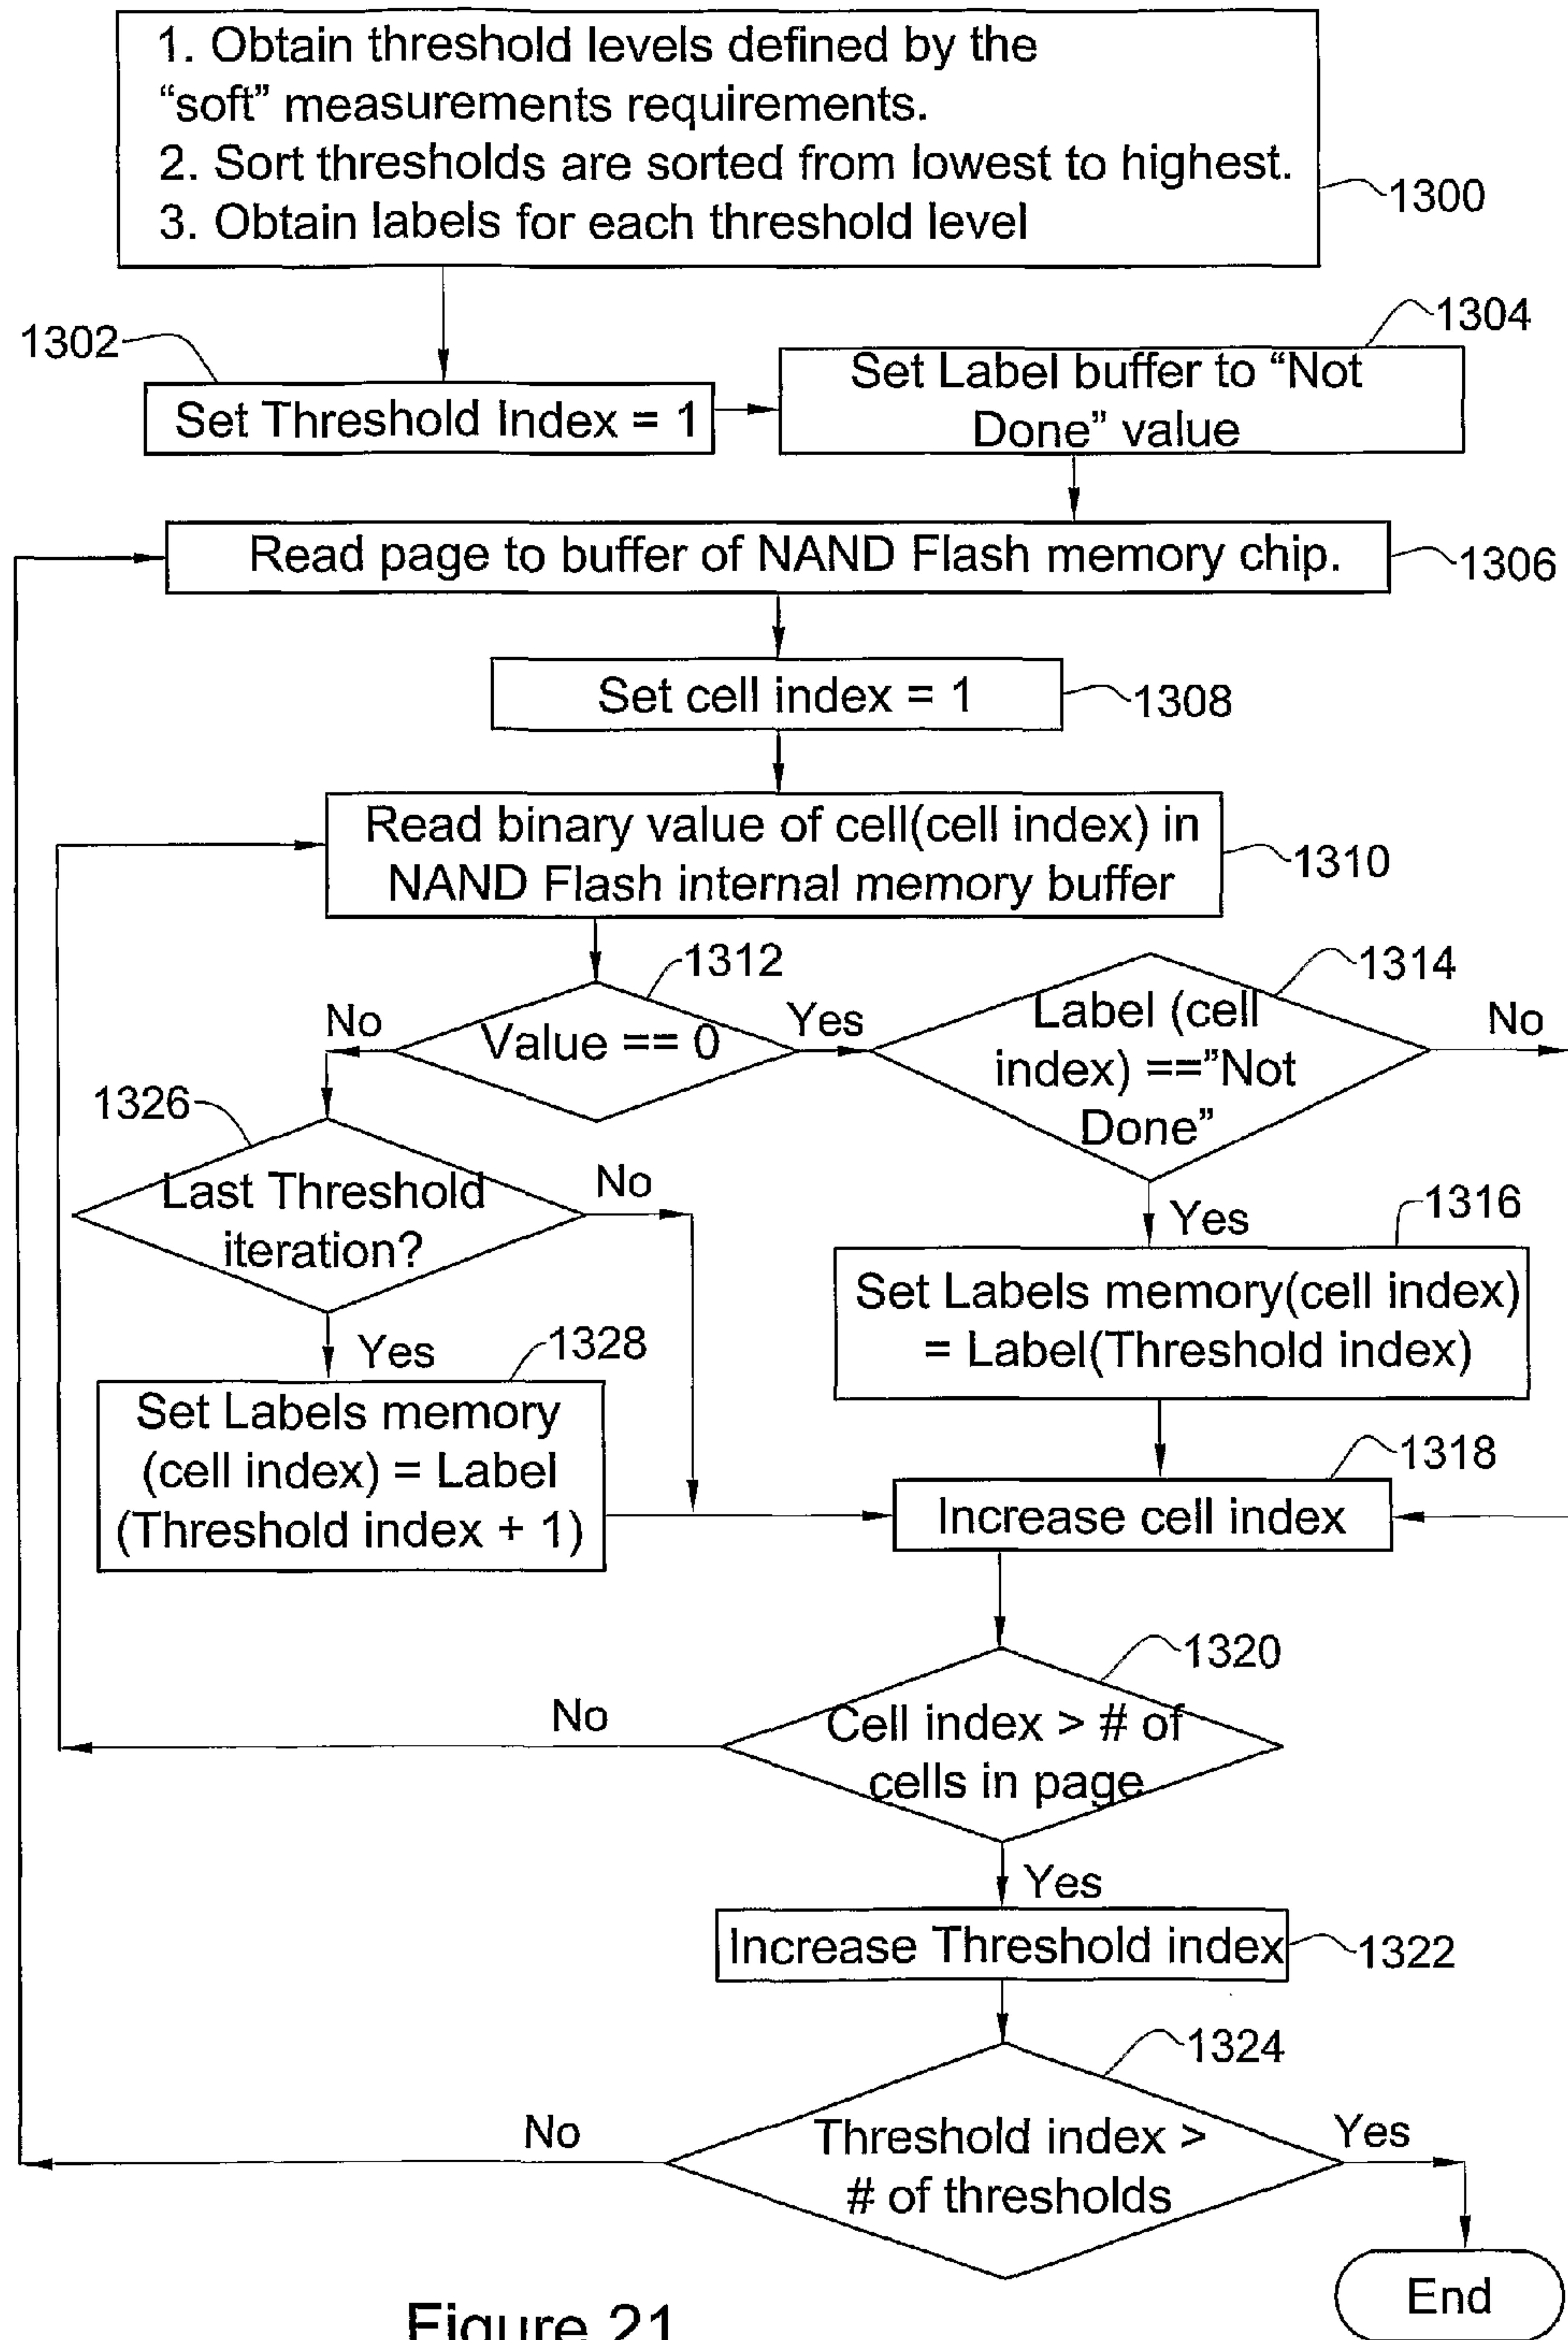 1. Obtain threshold levels defined by the
“soft” measurements requirements.
2. Sort thresholds are sorted from lowest to highest.
3. Obtain labels for each threshold level
1300
1302
Set Threshold Index = 1
1304
Set Label buffer to “Not
Done” value
Read page to buffer of NAND Flash memory chip.
1306
Set cell index = 1
1308
Read binary value of cell(cell index) in
NAND Flash internal memory buffer
1310
1312
Value == 0
No
Yes
1314
Label (cell
index) ==”Not
Done”
No
Yes
1326
Last Threshold
iteration?
No
Yes
1316
Set Labels memory(cell index)
= Label(Threshold index)
1328
Set Labels memory
(cell index) = Label
(Threshold index + 1)
1318
Increase cell index
1320
Cell index > # of
cells in page
No
Yes
Increase Threshold index
1322
1324
Threshold index >
# of thresholds
No
Yes
End
Figure 21